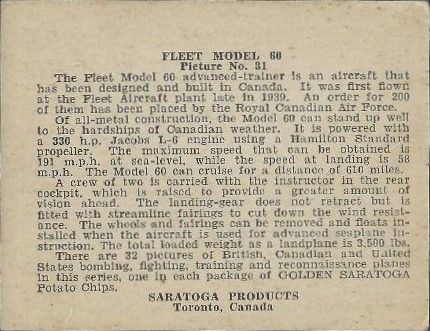 FLEET MODEL 60
Picture No. 31
The Fleet Model 60 advanced-trainer is an aircraft that
has been designed and built in Canada. It was first flown
at the Fleet Aircraft plant late in 1939. An order for 200
of them has been placed by the Royal Canadian Air Force.
Of all-metal construction, the Model 60 can stand up well
to the hardships of Canadian weather. It is powered with
a 330 h.p. Jacobs L-6 engine using a Hamilton Standard
propeller. The maximum speed that can be obtained is
191 m.p.h. at sea-level, while the speed at landing is 58
m.p.h. The Model 60 can cruise for a distance of 610 miles.
A crew of two is carried with the instructor in the rear
cockpit, which is raised to provide a greater amount of
vision ahead. The landing-gear does not retract but is
fitted with streamline fairings to cut down the wind resist-
ance. The wheels and fairings can be removed and floats in-
stalled when the aircraft is used for advanced seaplane in-
struction. The total loaded weight as a landplane is 3.500 lbs.
There are 32 pictures of British, Canadian and United
States bombing, fighting, training and reconnaissance planes
in this series, one in each package of GOLDEN SARATOGA
Potato Chips.
SARATOGA PRODUCTS
Toronto, Canada